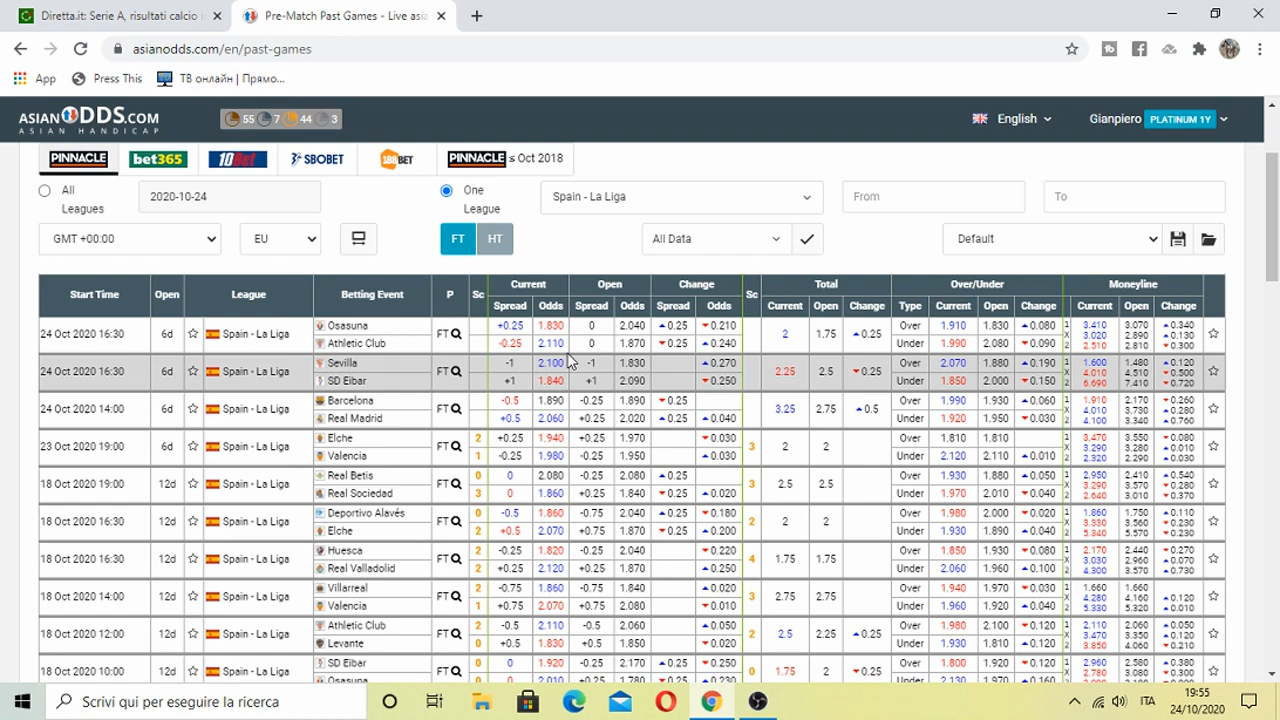 Diretta.it: Serie A, risultati calcio
Pre-Match Past Games - Live asi
asianodds.com/en/past-games
App Press This ТВ онлайн | Прямо...
ASIANODDS.COM
ASIAN HANDICAP
55 7 44 3
English
Gianpiero PLATINUM 1Y
PINNACLE bet365 10Bet SBOBET 188BET PINNACLE ≤ Oct 2018
All Leagues 2020-10-24 One League Spain - La Liga From To
GMT +00:00 EU FT HT All Data Default
Start Time Open League Betting Event P Sc Current Open Change Sc Total Over/Under Moneyline
Spread Odds Spread Odds Spread Odds Current Open Change Type Current Open Change Current Open Change
24 Oct 2020 16:30 6d Spain - La Liga FT 2 1.75 0.25
Osasuna +0.25 1.830 0 2.040 0.25 0.210 Over 1.910 1.830 0.080
Athletic Club -0.25 2.110 0 1.870 0.25 0.240 Under 1.990 2.080 0.090
1 3.410 3.070 0.340
X 3.020 2.890 0.130
2 2.510 2.810 0.300
24 Oct 2020 16:30 6d Spain - La Liga FT 2.25 2.5 0.25
Sevilla -1 2.100 -1 1.830 0.270 Over 2.070 1.880 0.190
SD Eibar +1 1.840 +1 2.090 0.250 Under 1.850 2.000 0.150
1 1.600 1.480 0.120
X 4.010 4.510 0.500
2 6.690 7.410 0.720
24 Oct 2020 14:00 6d Spain - La Liga FT 3.25 2.75 0.5
Barcelona -0.5 1.890 -0.25 1.890 0.25 Over 1.990 1.930 0.060
Real Madrid +0.5 2.060 +0.25 2.020 0.25 0.040 Under 1.920 1.950 0.030
1 1.910 2.170 0.260
X 4.010 3.730 0.280
2 4.100 3.340 0.760
23 Oct 2020 19:00 6d Spain - La Liga FT 3 2 2
Elche 2 +0.25 1.940 +0.25 1.970 0.030 Over 1.810 1.810
Valencia 1 -0.25 1.980 -0.25 1.950 0.030 Under 2.120 2.110 0.010
1 3.470 3.550 0.080
X 3.280 3.290 0.010
2 2.320 2.290 0.030
18 Oct 2020 19:00 12d Spain - La Liga FT 3 2.5 2.5
Real Betis 0 0 2.080 -0.25 2.080 0.25 Over 1.930 1.880 0.050
Real Sociedad 3 0 1.860 +0.25 1.840 0.25 0.020 Under 1.970 2.010 0.040
1 2.950 2.410 0.540
X 3.290 3.570 0.280
2 2.640 3.010 0.370
18 Oct 2020 16:30 12d Spain - La Liga FT 2 2 2
Deportivo Alavés 0 -0.5 1.860 -0.75 2.040 0.25 0.180 Over 1.980 2.000 0.020
Elche 2 +0.5 2.070 +0.75 1.870 0.25 0.200 Under 1.930 1.890 0.040
1 1.860 1.750 0.110
X 3.330 3.560 0.230
2 5.340 5.570 0.230
18 Oct 2020 16:30 12d Spain - La Liga FT 4 1.75 1.75
Huesca 2 -0.25 1.820 -0.25 2.040 0.220 Over 1.850 1.930 0.080
Real Valladolid 2 +0.25 2.120 +0.25 1.870 0.250 Under 2.060 1.960 0.100
1 2.170 2.440 0.270
X 3.030 2.960 0.070
2 4.300 3.570 0.730
18 Oct 2020 14:00 12d Spain - La Liga FT 3 2.75 2.75
Villarreal 2 -0.75 1.860 -0.75 1.840 0.020 Over 1.940 1.970 0.030
Valencia 1 +0.75 2.070 +0.75 2.080 0.010 Under 1.960 1.920 0.040
1 1.660 1.660
X 4.280 4.160 0.120
2 5.330 5.320 0.010
18 Oct 2020 12:00 12d Spain - La Liga FT 2 2.5 2.25 0.25
Athletic Club 2 -0.5 2.110 -0.5 2.060 0.050 Over 1.980 2.100 0.120
Levante 0 +0.5 1.830 +0.5 1.850 0.020 Under 1.930 1.810 0.120
1 2.110 2.060 0.050
X 3.470 3.350 0.120
2 3.850 4.060 0.210
18 Oct 2020 10:00 12d Spain - La Liga FT 0 1.75 2 0.25
SD Eibar 0 0 1.920 -0.25 2.170 0.25 0.250 Over 1.800 1.920 0.120
1 2.960 2.580 0.380
Scrivi qui per eseguire la ricerca
ITA
19:55
24/10/2020